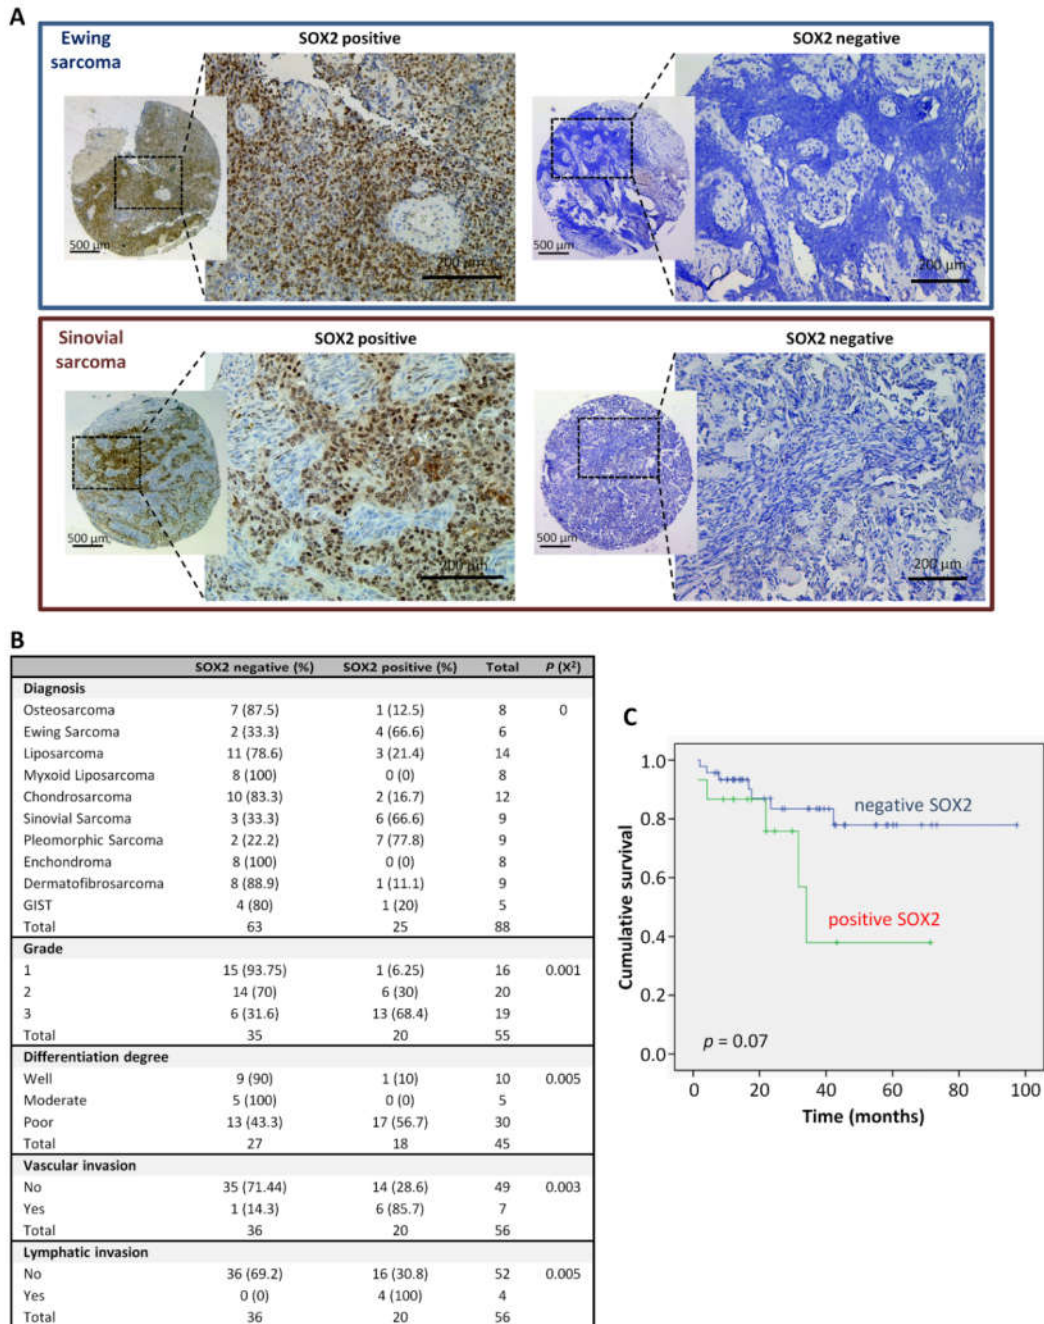 A
Ewing
sarcoma
SOX2 positive
SOX2 negative
500 µm
200 µm
500 µm
200 µm
Sinovial
sarcoma
SOX2 positive
SOX2 negative
500 µm
200 µm
500 µm
200 µm
B
SOX2 negative (%) SOX2 positive (%) Total P (X²)
Diagnosis
Osteosarcoma 7 (87.5) 1 (12.5) 8 0
Ewing Sarcoma 2 (33.3) 4 (66.6) 6
Liposarcoma 11 (78.6) 3 (21.4) 14
Myxoid Liposarcoma 8 (100) 0 (0) 8
Chondrosarcoma 10 (83.3) 2 (16.7) 12
Sinovial Sarcoma 3 (33.3) 6 (66.6) 9
Pleomorphic Sarcoma 2 (22.2) 7 (77.8) 9
Enchondroma 8 (100) 0 (0) 8
Dermatofibrosarcoma 8 (88.9) 1 (11.1) 9
GIST 4 (80) 1 (20) 5
Total 63 25 88
Grade
1 15 (93.75) 1 (6.25) 16 0.001
2 14 (70) 6 (30) 20
3 6 (31.6) 13 (68.4) 19
Total 35 20 55
Differentiation degree
Well 9 (90) 1 (10) 10 0.005
Moderate 5 (100) 0 (0) 5
Poor 13 (43.3) 17 (56.7) 30
Total 27 18 45
Vascular invasion
No 35 (71.44) 14 (28.6) 49 0.003
Yes 1 (14.3) 6 (85.7) 7
Total 36 20 56
Lymphatic invasion
No 36 (69.2) 16 (30.8) 52 0.005
Yes 0 (0) 4 (100) 4
Total 36 20 56
C
Cumulative survival
1.0
0.8
0.6
0.4
0.2
0.0
negative SOX2
positive SOX2
p = 0.07
0 20 40 60 80 100
Time (months)